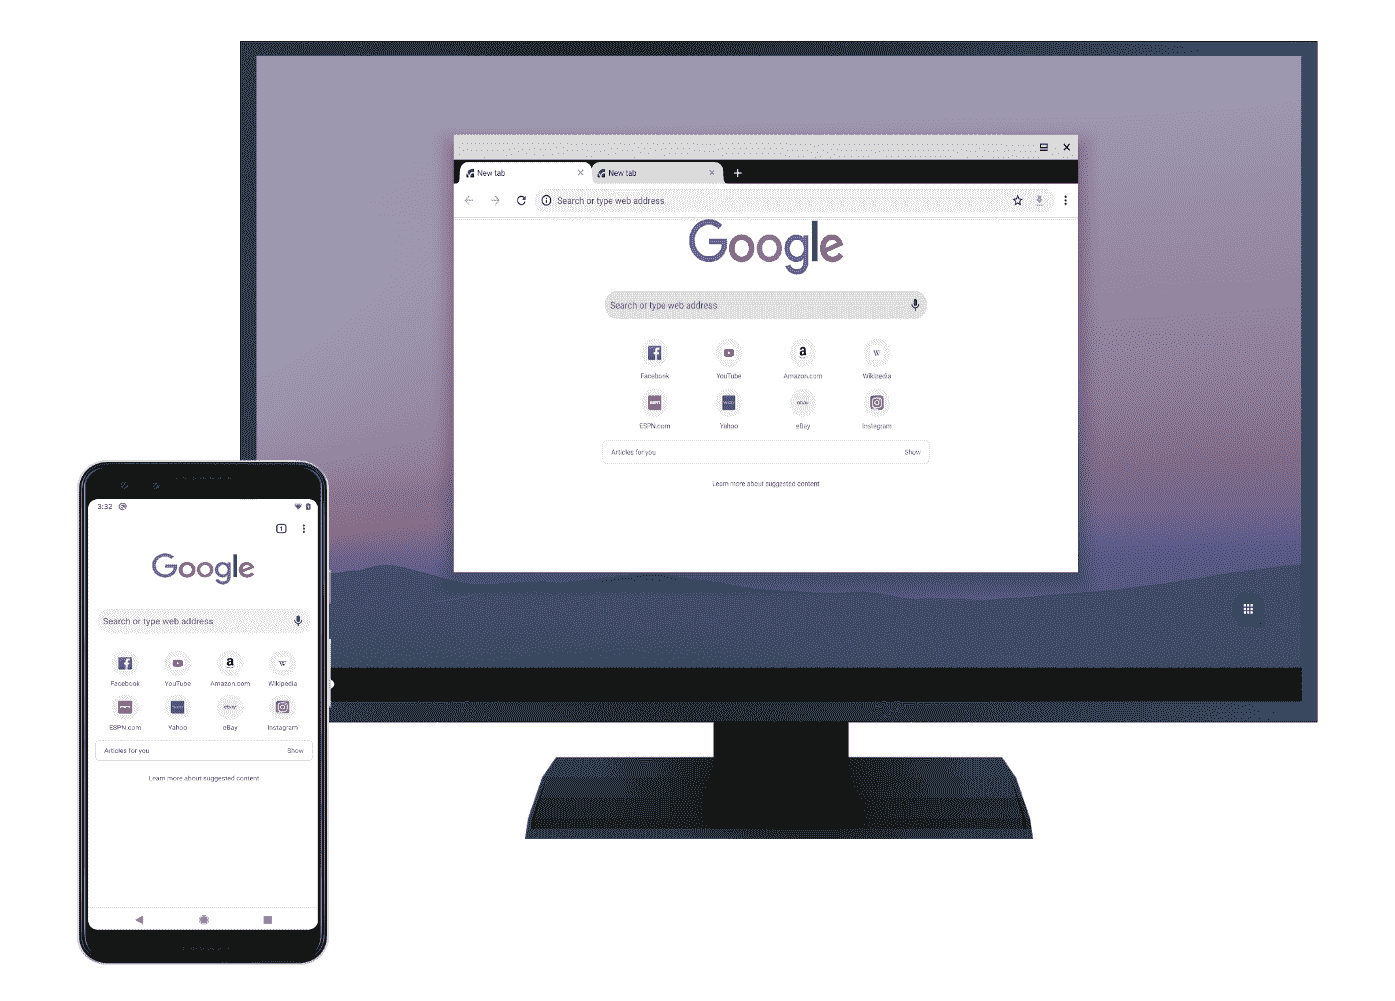 New tab
New tab
Search or type web address
Google
Search or type web address
Facebook YouTube Amazon.com Wikipedia
ESPN.com Yahoo eBay Instagram
Articles for you Show
Learn more about suggested content
3:32
1
Google
Search or type web address
Facebook YouTube Amazon.com Wikipedia
ESPN.com Yahoo eBay Instagram
Articles for you Show
Learn more about suggested content